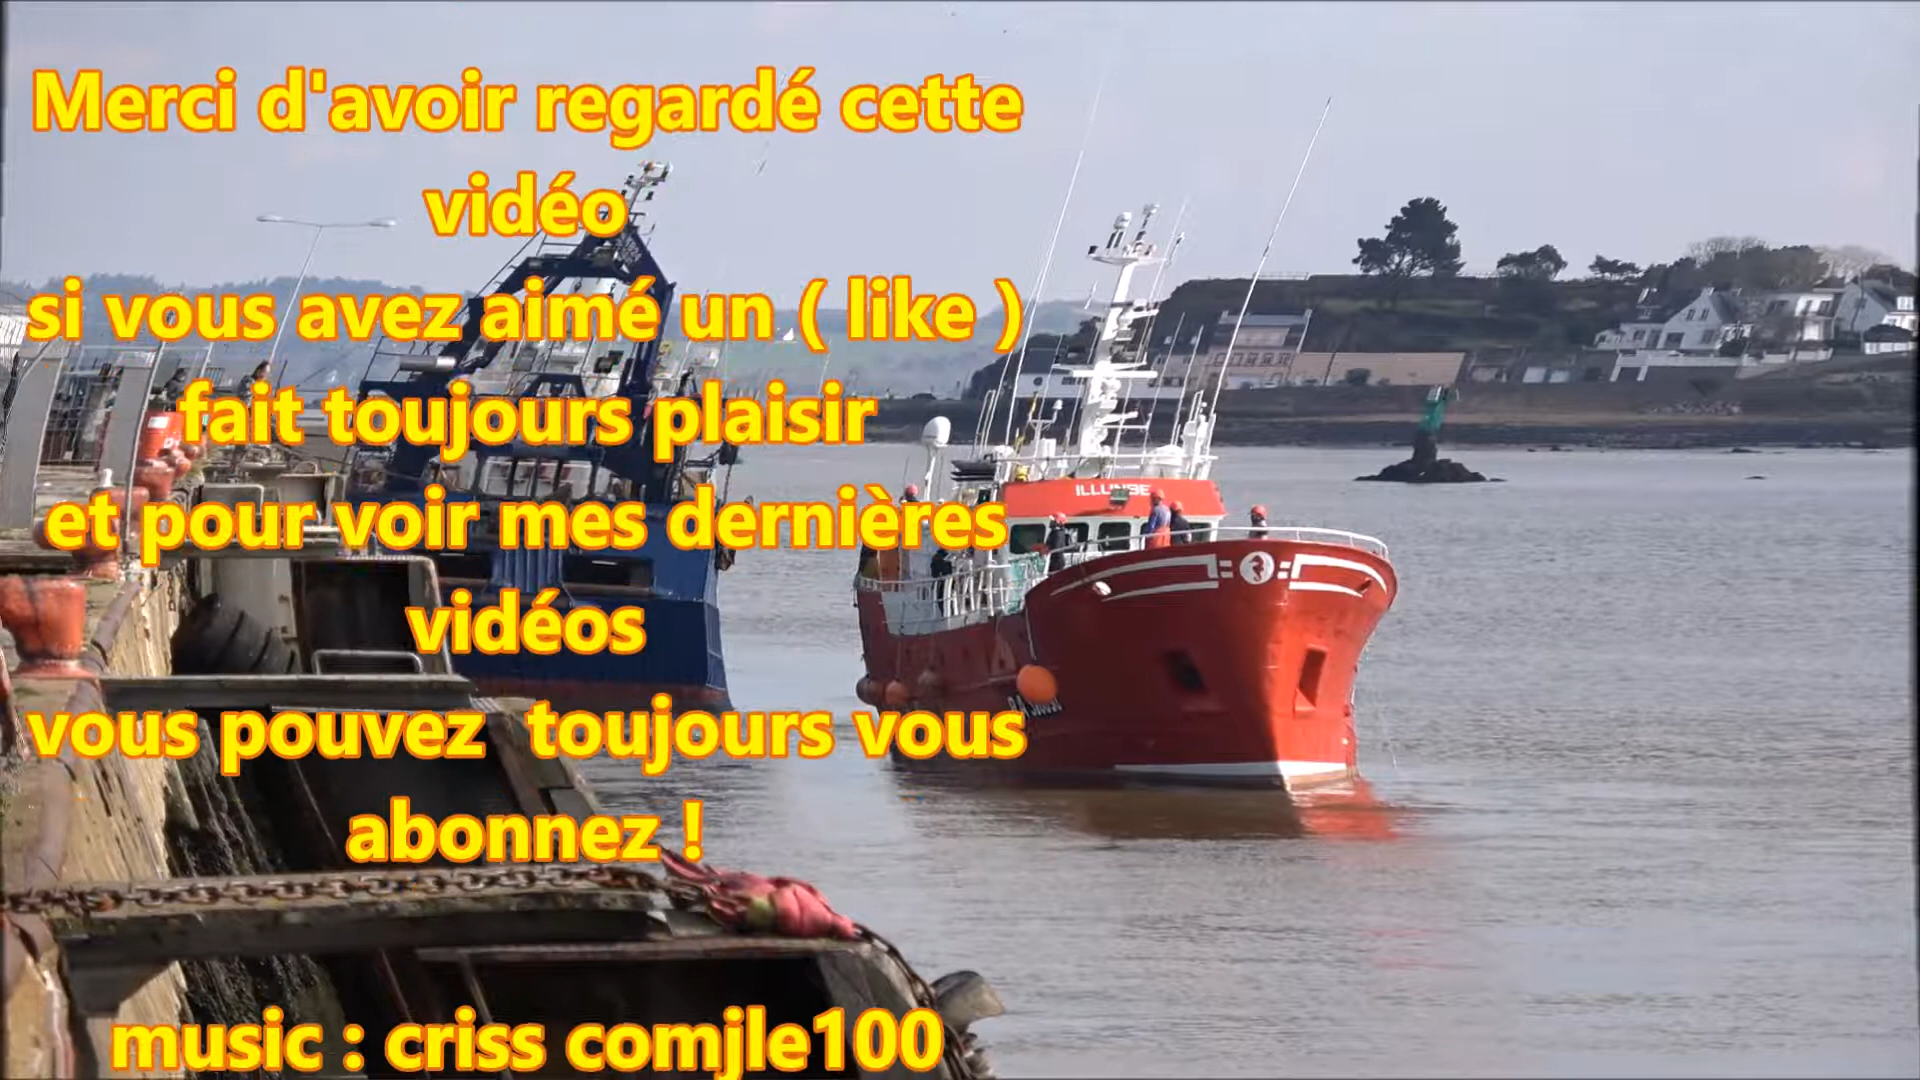 Merci d'avoir regardé cette
vidéo
si vous avez aimé un ( like )
fait toujours plaisir
et pour voir mes dernières
vidéos
vous pouvez  toujours vous
abonnez !
music : criss comjle100
ILLUNBE